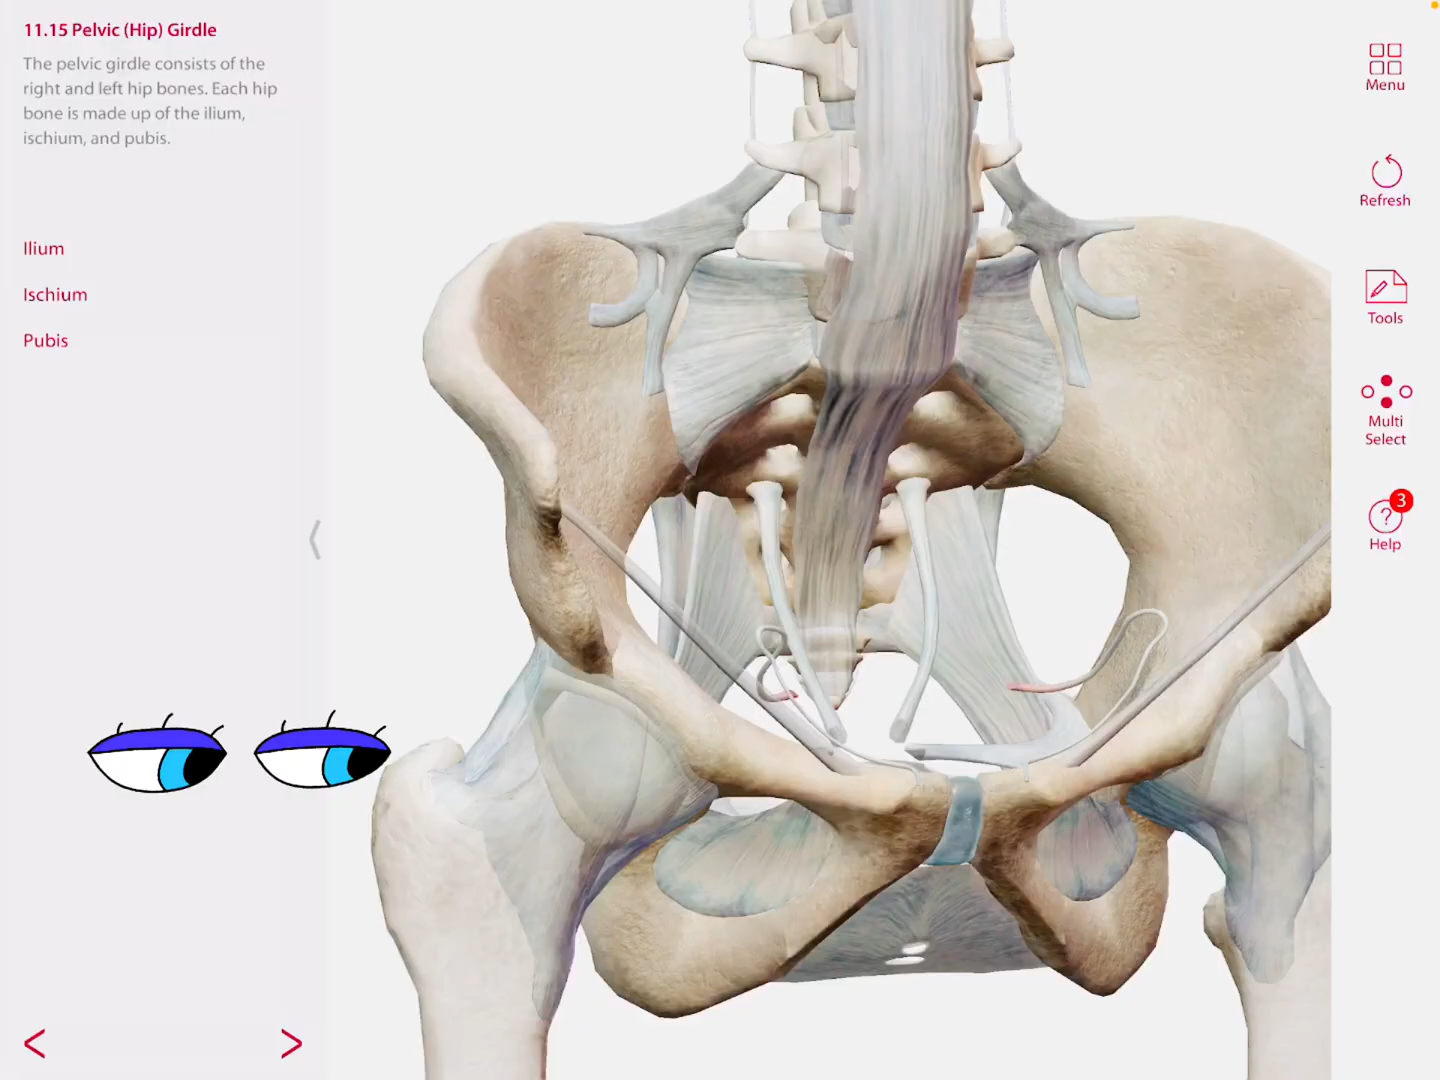 11.15 Pelvic (Hip) Girdle
The pelvic girdle consists of the
right and left hip bones. Each hip
bone is made up of the ilium,
ischium, and pubis.
Ilium
Ischium
Pubis
Menu
Refresh
Tools
Multi
Select
3
?
Help